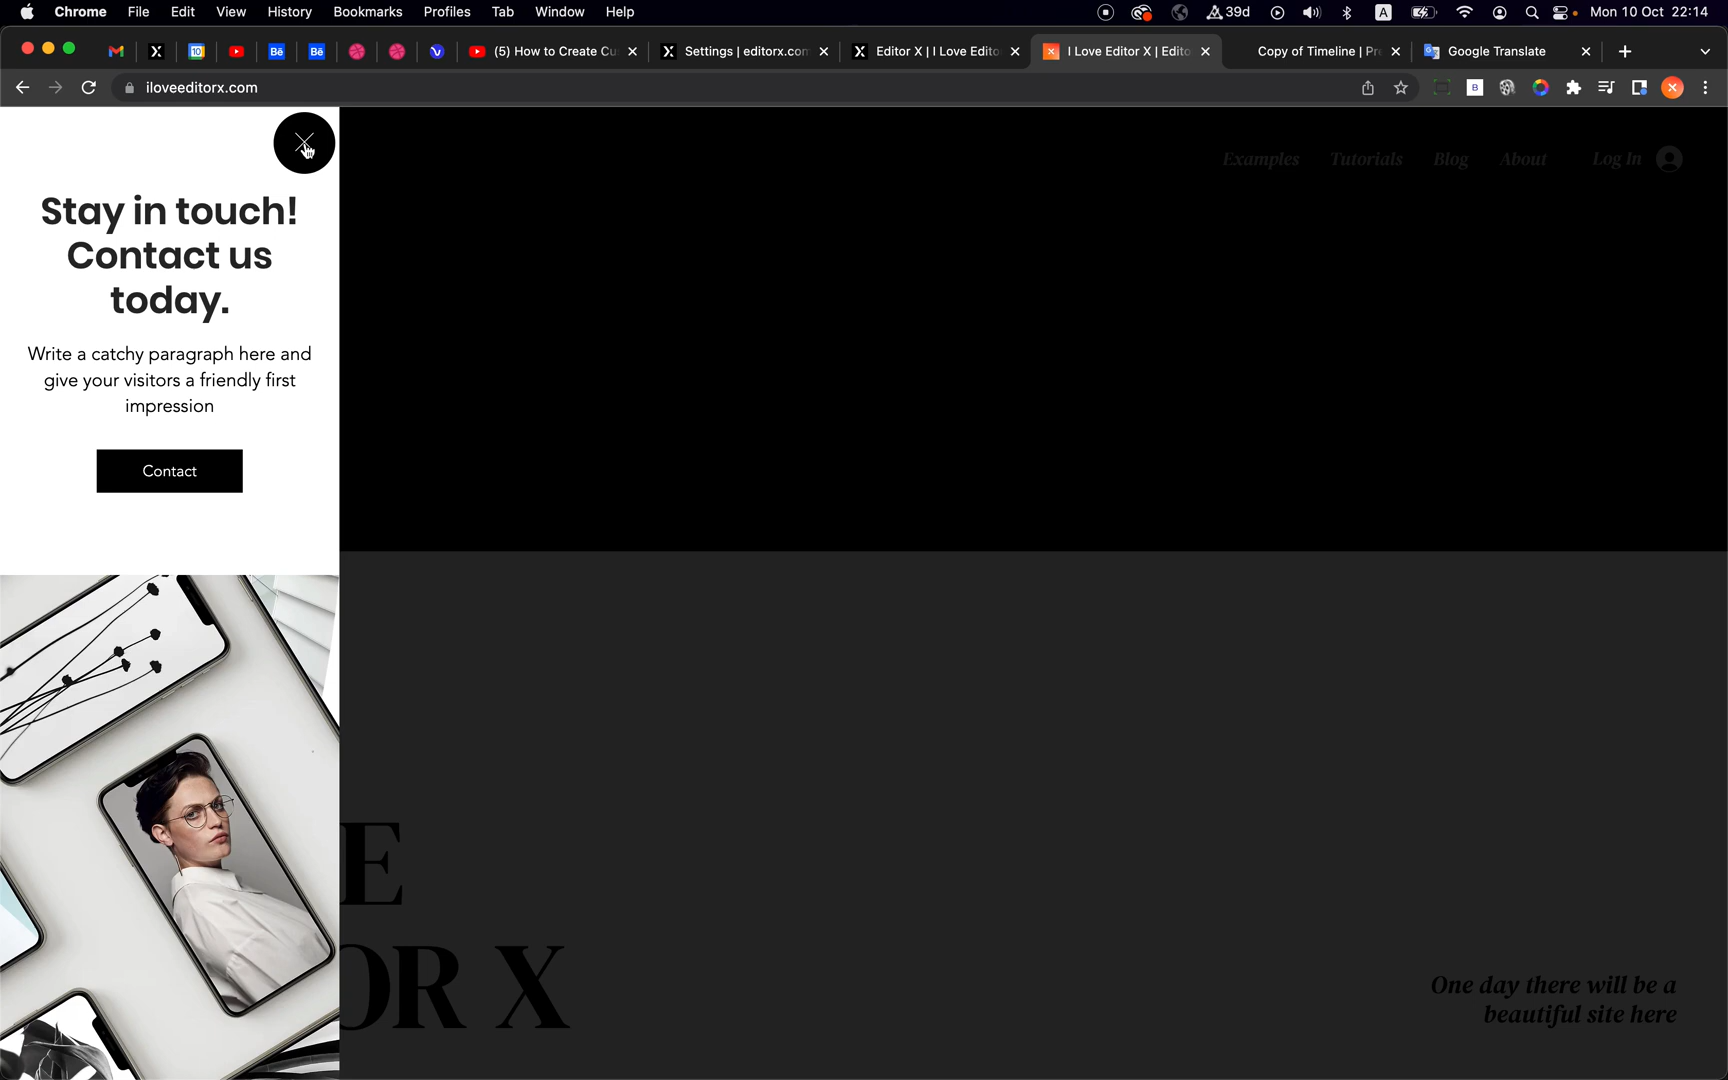 Chrome File Edit View History Bookmarks Profiles Tab Window Help 39d A Mon 10 Oct 22:14
(5) How to Create Cu Settings | editorx.com Editor X | I Love Edito I Love Editor X | Edito Copy of Timeline | Pr Google Translate
iloveeditorx.com
Examples Tutorials Blog About Log In
Stay in touch!
Contact us
today.
Write a catchy paragraph here and
give your visitors a friendly first
impression
Contact
E
OR X
One day there will be a
beautiful site here